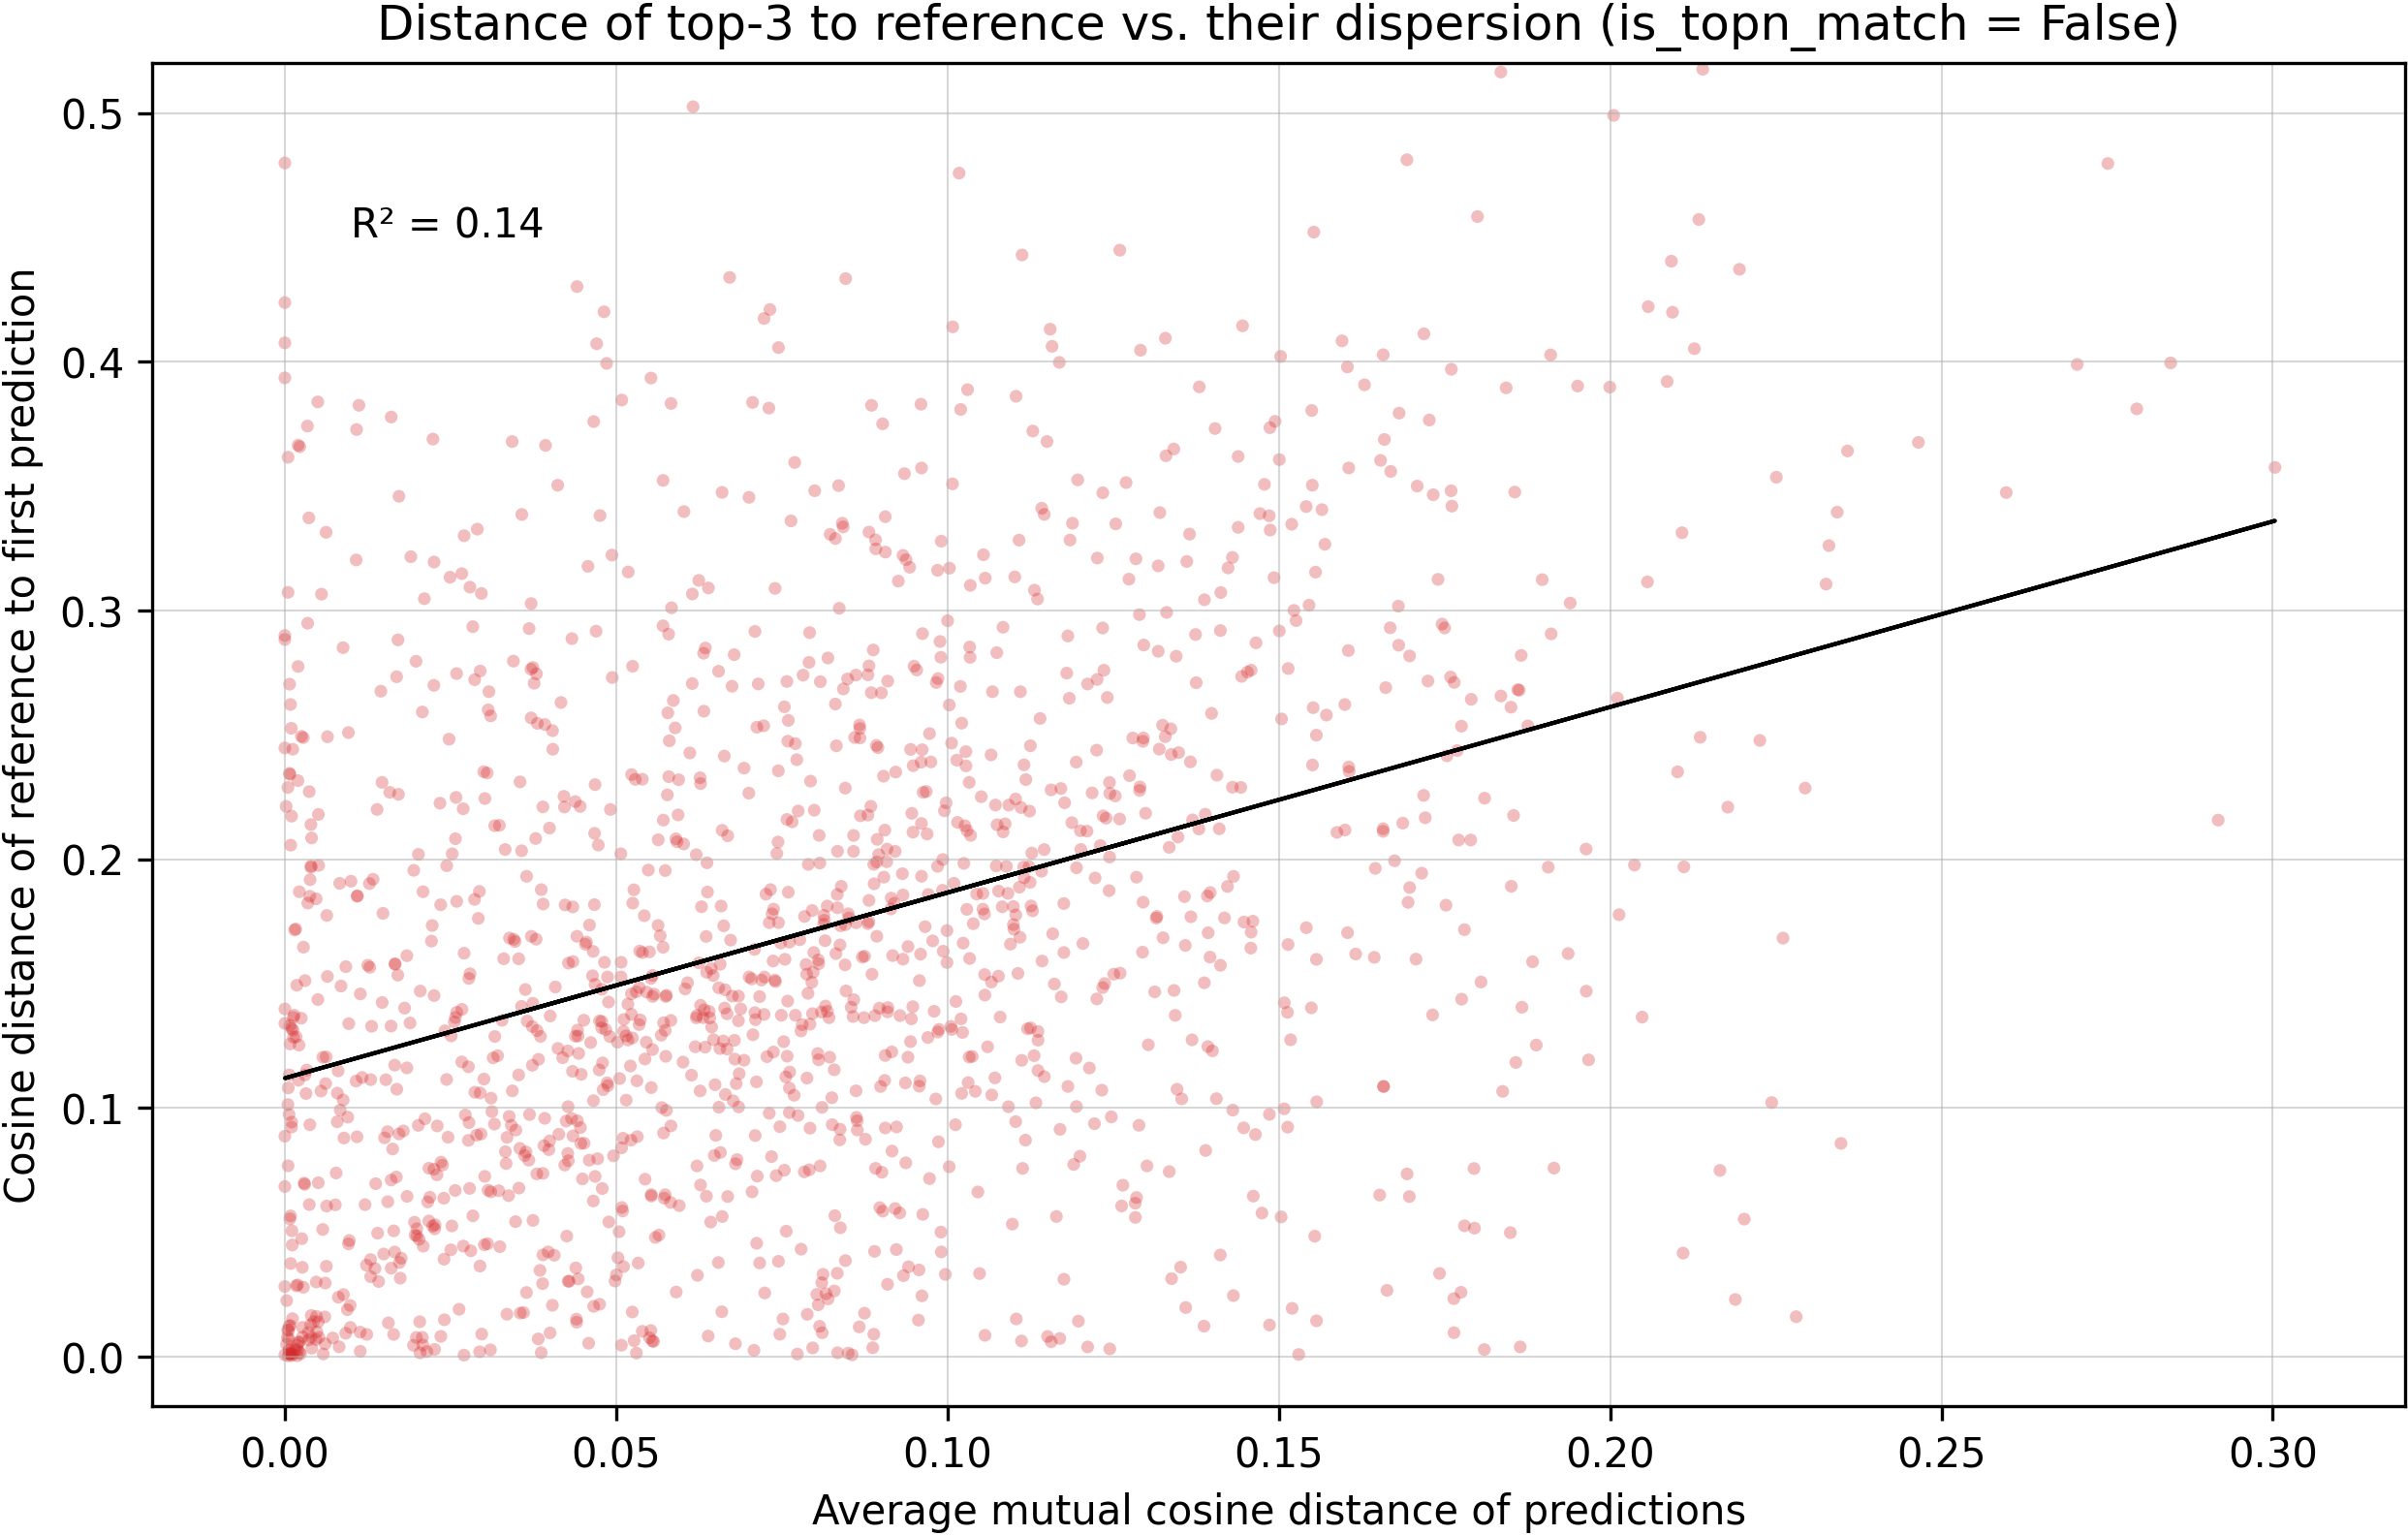 Distance of top-3 to reference vs. their dispersion (is_topn_match = False)
Cosine distance of reference to first prediction
0.5
0.4
0.3
0.2
0.1
0.0
R² = 0.14
0.00 0.05 0.10 0.15 0.20 0.25 0.30
Average mutual cosine distance of predictions